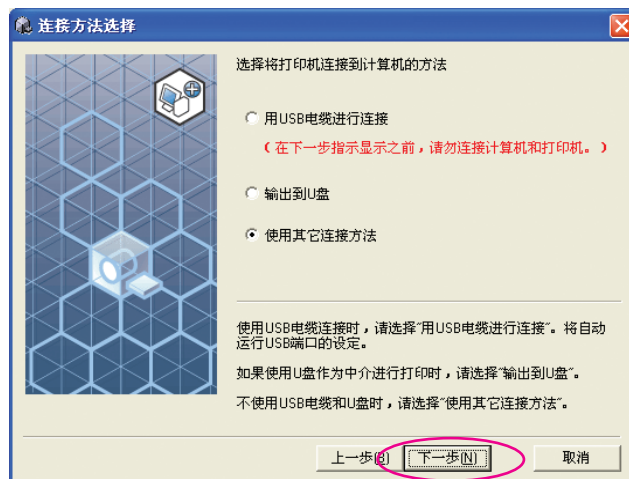 连接方法选择
选择将打印机连接到计算机的方法
用USB电缆进行连接
（在下一步指示显示之前，请勿连接计算机和打印机。）
输出到U盘
使用其它连接方法
使用USB电缆连接时，请选择“用USB电缆进行连接”。将自动
运行USB端口的设定。
如果使用U盘作为中介进行打印时，请选择“输出到U盘”。
不使用USB电缆和U盘时，请选择“使用其它连接方法”。
上一步(B) 下一步(N) 取消